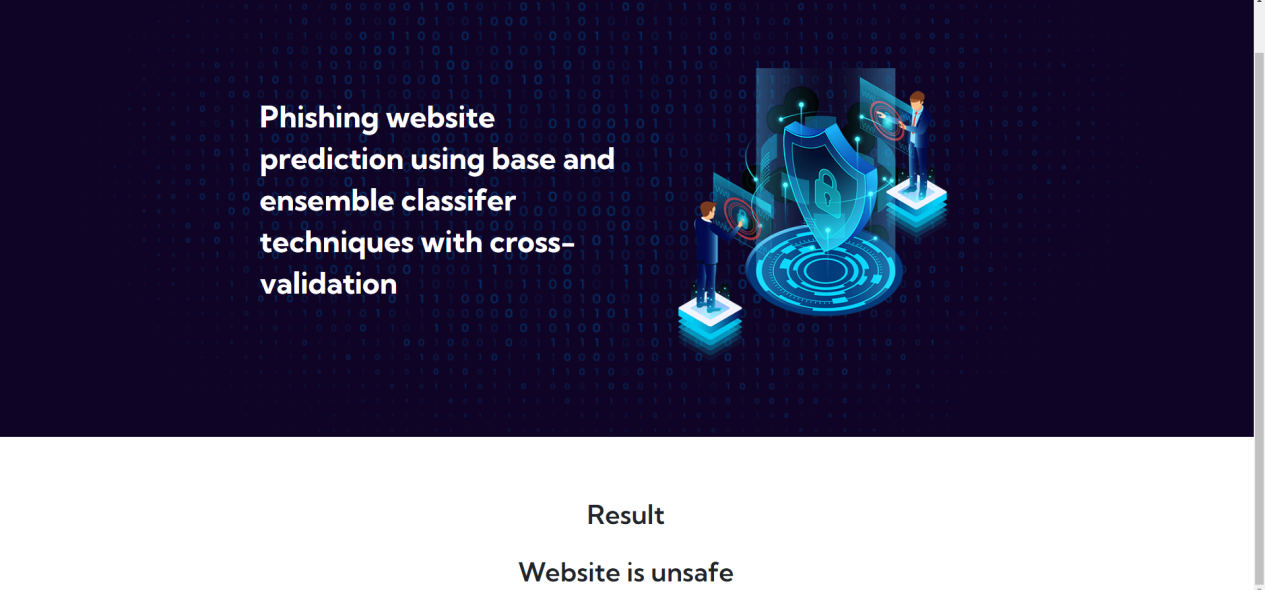 Phishing website
prediction using base and
ensemble classifer
techniques with cross-
validation
Result
Website is unsafe